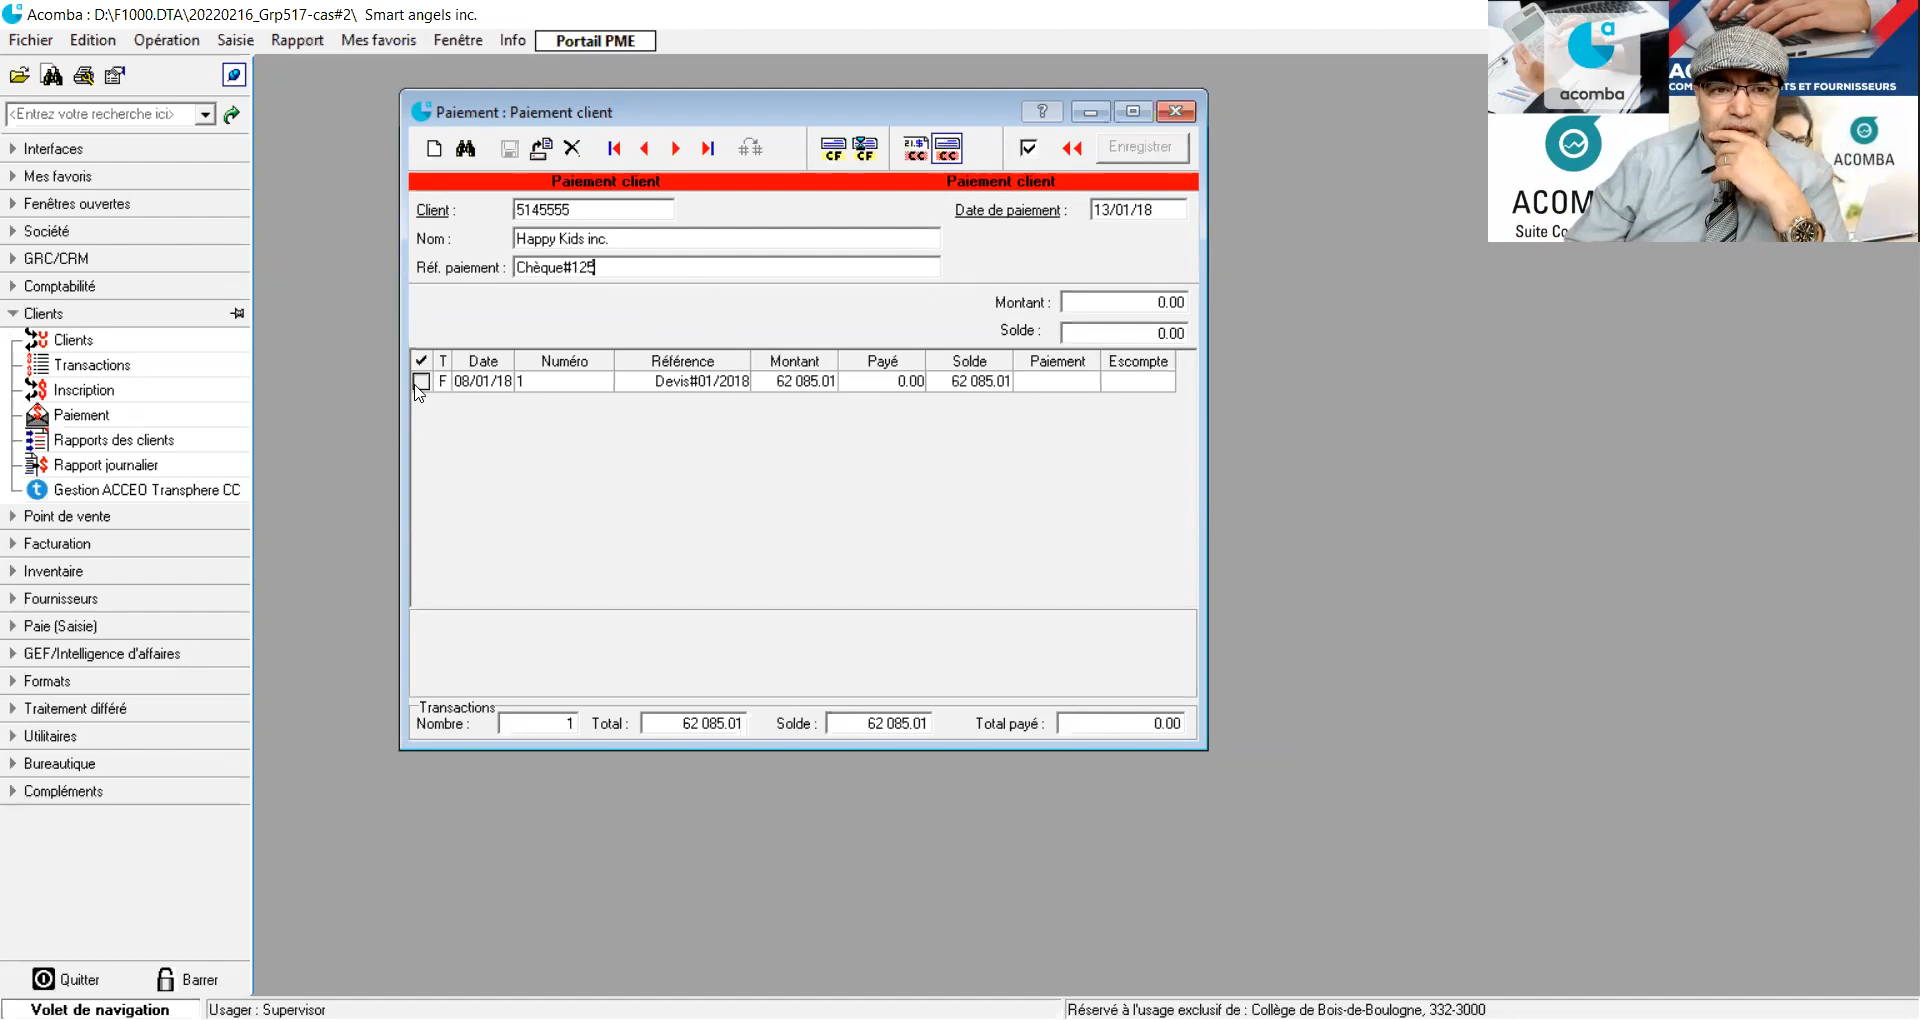 Acomba : D:\F1000.DTA\20220216_Grp517-cas#2\ Smart angels inc.
Fichier Edition Opération Saisie Rapport Mes favoris Fenêtre Info Portail PME
<Entrez votre recherche ici>
Interfaces
Mes favoris
Fenêtres ouvertes
Société
GRC/CRM
Comptabilité
Clients
Clients
Transactions
Inscription
Paiement
Rapports des clients
Rapport journalier
Gestion ACCEO Transphere CC
Point de vente
Facturation
Inventaire
Fournisseurs
Paie (Saisie)
GEF/Intelligence d'affaires
Formats
Traitement différé
Utilitaires
Bureautique
Compléments
Quitter Barrer
Paiement : Paiement client
CF CF 21.$ CC CC Enregistrer
Paiement client Paiement client
Client : 5145555 Date de paiement : 13/01/18
Nom : Happy Kids inc.
Réf. paiement : Chèque#125
Montant : 0.00
Solde : 0.00
T Date Numéro Référence Montant Payé Solde Paiement Escompte
F 08/01/18 1 Devis#01/2018 62 085.01 0.00 62 085.01
Transactions
Nombre : 1 Total : 62 085.01 Solde : 62 085.01 Total payé : 0.00
Volet de navigation Usager : Supervisor Réservé à l'usage exclusif de : Collège de Bois-de-Boulogne, 332-3000
acomba
TS ET FOURNISSEURS
ACOMBA
Suite